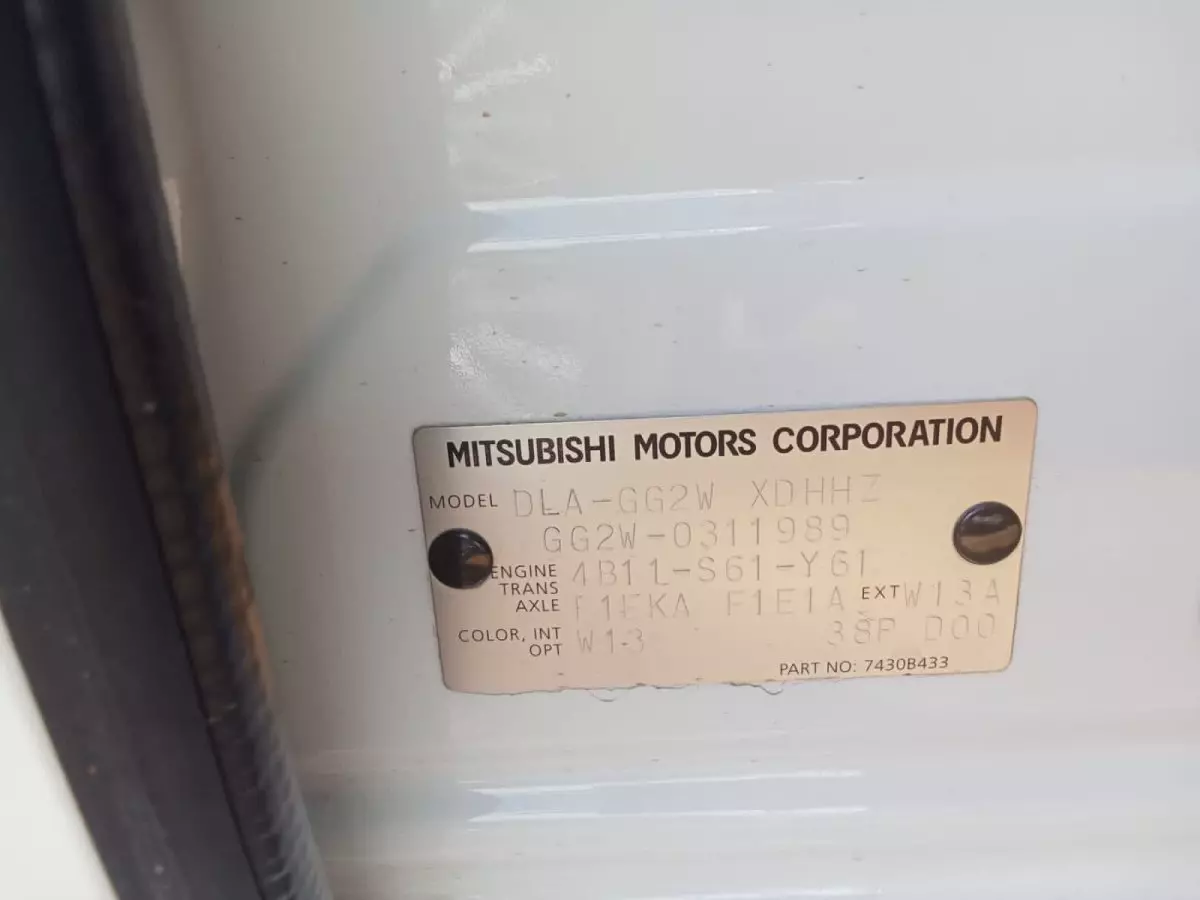 MITSUBISHI MOTORS CORPORATION
MODEL DLA-GG2W XDHHZ
GG2W-0311989
ENGINE 4B11-S61-Y61
TRANS
AXLE F1E1A EXT W13A
COLOR, INT
OPT W13 38P D00
PART NO: 7430B433